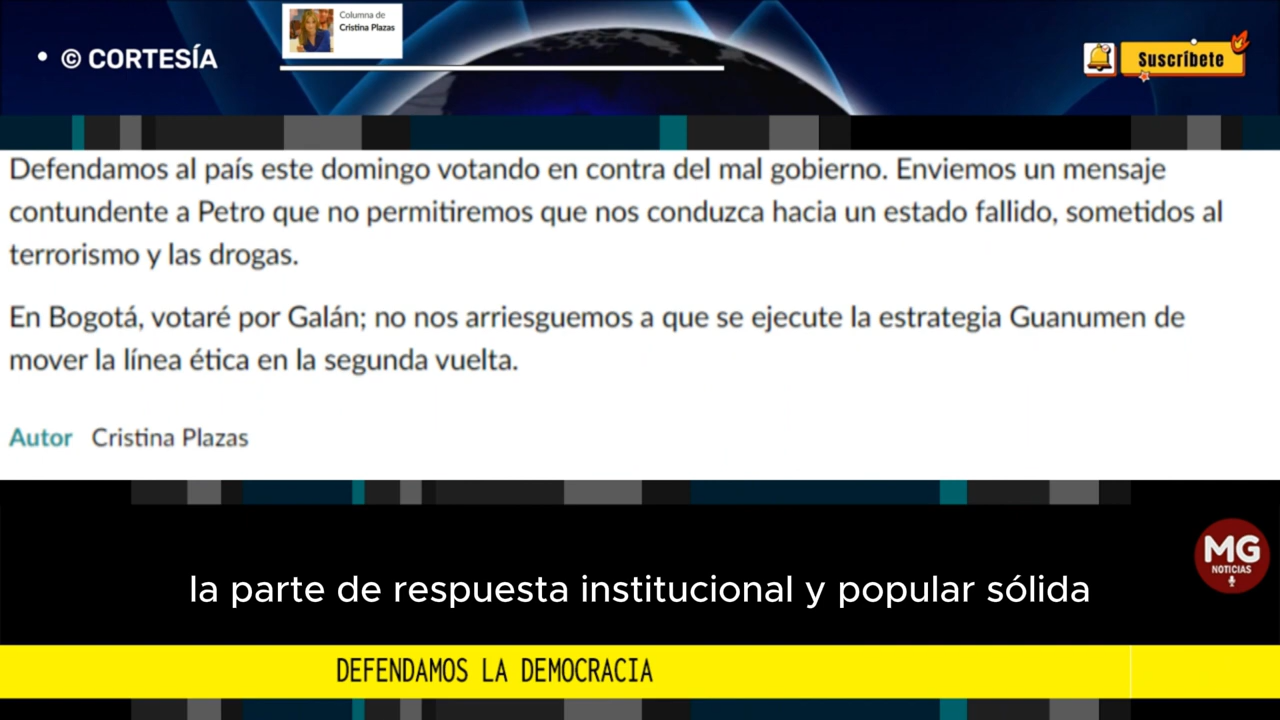 • © CORTESÍA
Columna de
Cristina Plazas
Suscríbete
Defendamos al país este domingo votando en contra del mal gobierno. Enviemos un mensaje
contundente a Petro que no permitiremos que nos conduzca hacia un estado fallido, sometidos al
terrorismo y las drogas.
En Bogotá, votaré por Galán; no nos arriesguemos a que se ejecute la estrategia Guanumen de
mover la línea ética en la segunda vuelta.
Autor Cristina Plazas
MG
NOTICIAS
la parte de respuesta institucional y popular sólida
DEFENDAMOS LA DEMOCRACIA